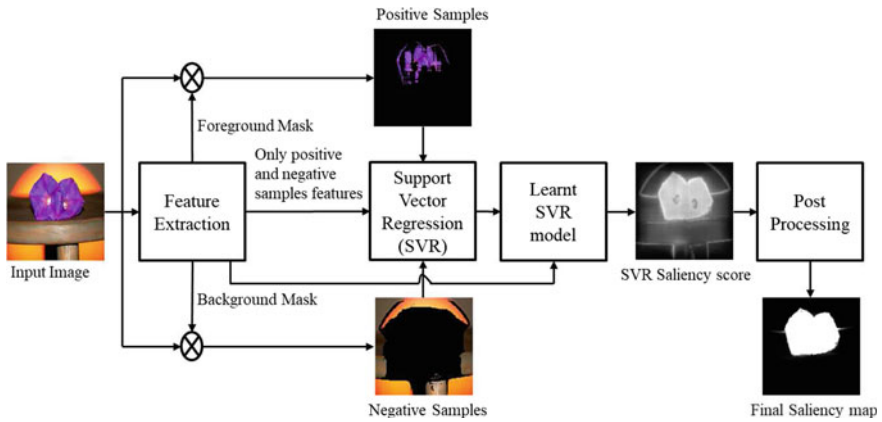 Positive Samples
Foreground Mask
Only positive
and negative
samples features
Feature
Extraction
Support
Vector
Regression
(SVR)
Learnt
SVR
model
Post
Processing
Input Image
Background Mask
SVR Saliency score
Negative Samples
Final Saliency map